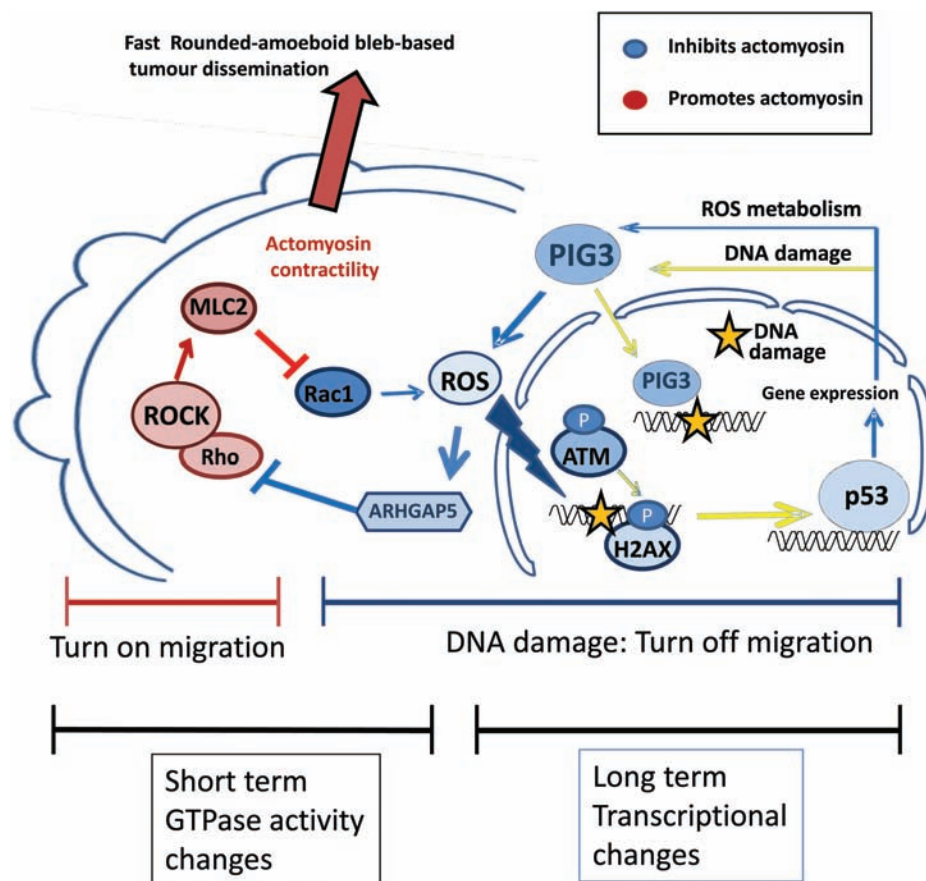 Fast Rounded-amoeboid bleb-based
tumour dissemination
Inhibits actomyosin
Promotes actomyosin
ROS metabolism
DNA damage
PIG3
Actomyosin
contractility
MLC2
DNA
damage
Rac1
ROS
PIG3
Gene expression
ROCK
Rho
P
ATM
p53
ARHGAP5
P
H2AX
Turn on migration
DNA damage: Turn off migration
Short term
GTPase activity
changes
Long term
Transcriptional
changes